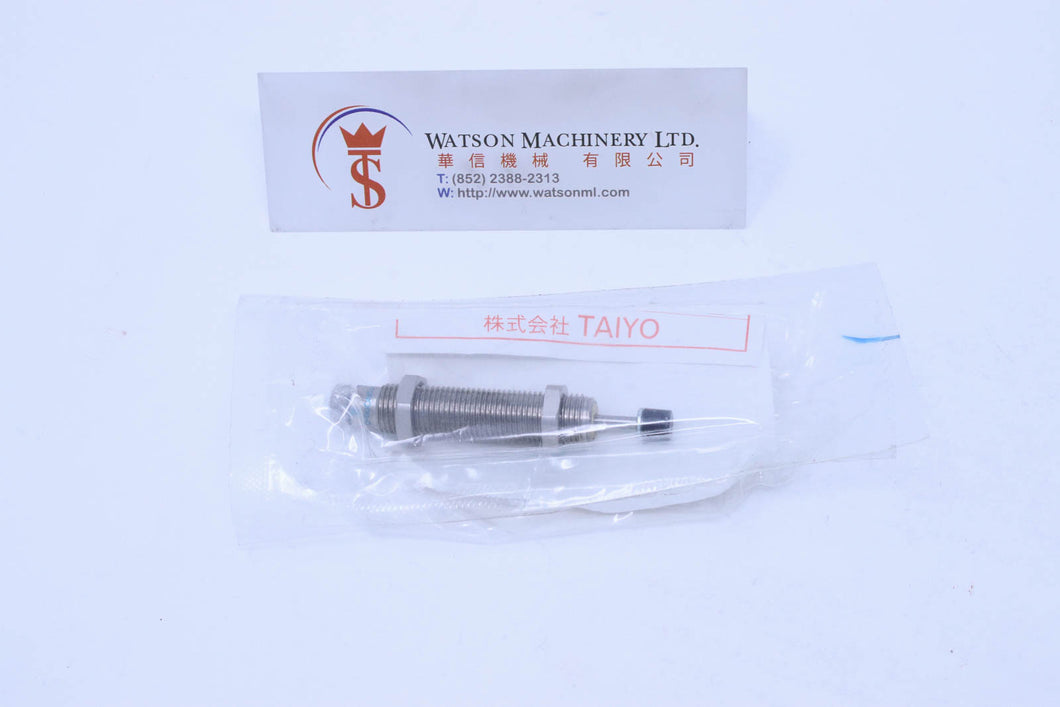 WATSON MACHINERY LTD.
華信機械 有限公司
T: (852) 2388-2313
W: http://www.watsonml.com
株式会社 TAIYO